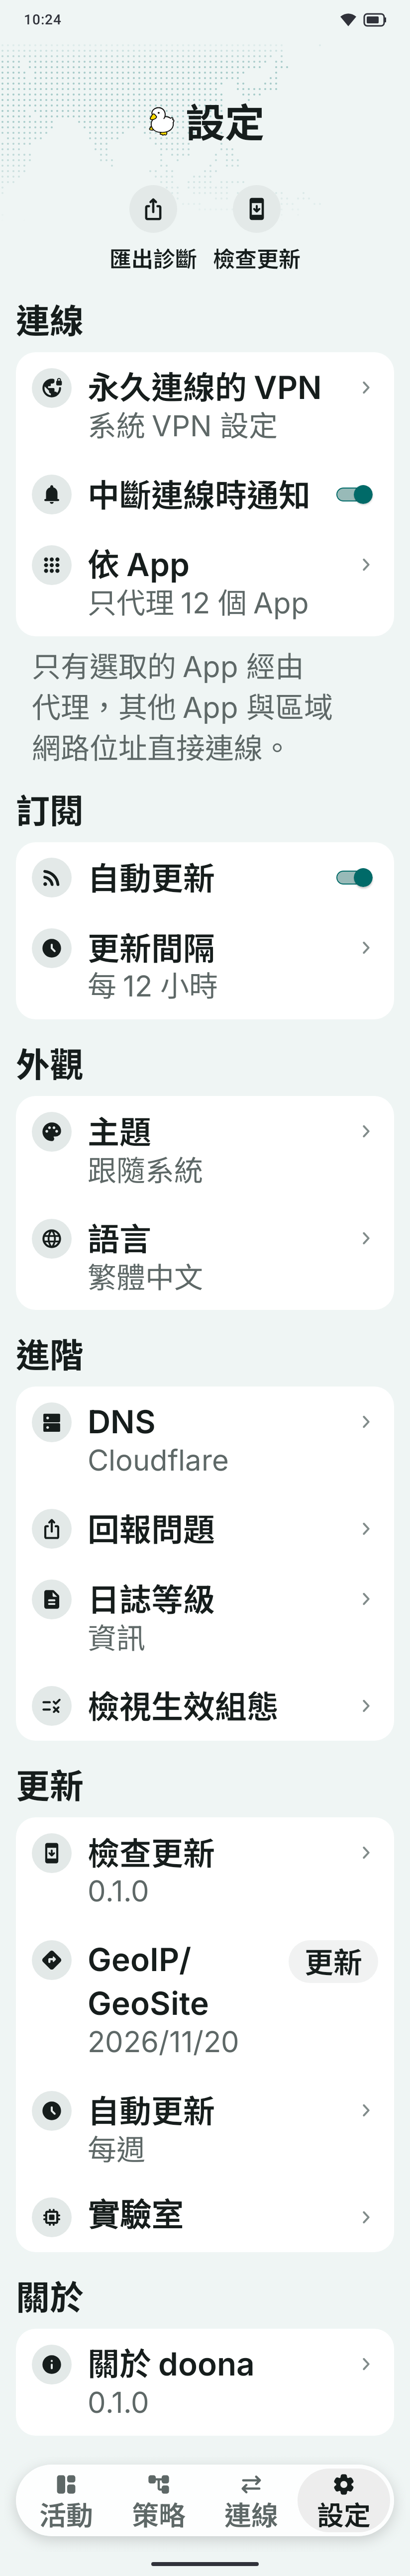 10:24
設定
匯出診斷
檢查更新
連線
永久連線的 VPN
系統 VPN 設定
中斷連線時通知
依 App
只代理 12 個 App
只有選取的 App 經由
代理，其他 App 與區域
網路位址直接連線。
訂閱
自動更新
更新間隔
每 12 小時
外觀
主題
跟隨系統
語言
繁體中文
進階
DNS
Cloudflare
回報問題
日誌等級
資訊
檢視生效組態
更新
檢查更新
0.1.0
GeoIP/
GeoSite
更新
2026/11/20
自動更新
每週
實驗室
關於
關於 doona
0.1.0
活動
策略
連線
設定